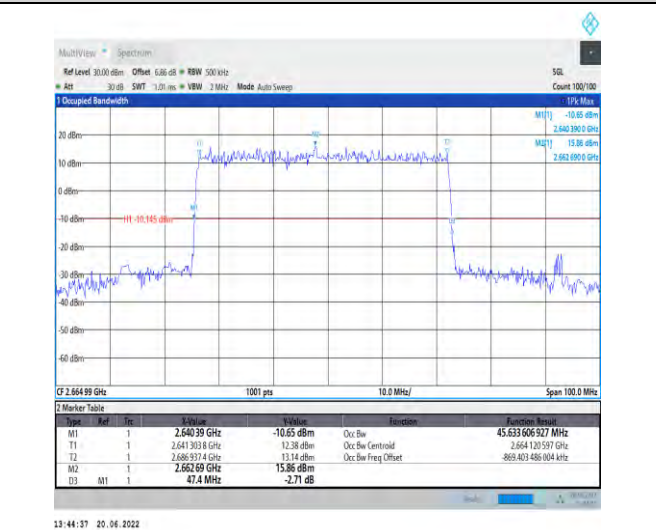 MultiView Spectrum
Ref Level 30.00 dBm Offset 6.86 dB RBW 500 kHz SGL
Att 30 dB SWT 1.01 ms VBW 2 MHz Mode Auto Sweep Count 100/100
1 Occupied Bandwidth 1Pk Max
M1[1] -10.65 dBm
2.640 390 0 GHz
M2[1] 15.86 dBm
2.662 690 0 GHz
20 dBm
T1 M2 T2
10 dBm
0 dBm
M1
-10 dBm H1 -10.145 dBm D3
-20 dBm
-30 dBm
-40 dBm
-50 dBm
-60 dBm
CF 2.664 99 GHz 1001 pts 10.0 MHz/ Span 100.0 MHz
2 Marker Table
Type Ref Trc X-Value Y-Value Function Function Result
M1 1 2.640 39 GHz -10.65 dBm Occ Bw 45.633 606 927 MHz
T1 1 2.641 303 8 GHz 12.38 dBm Occ Bw Centroid 2.664 120 597 GHz
T2 1 2.686 937 4 GHz 13.14 dBm Occ Bw Freq Offset -869.403 486 004 kHz
M2 1 2.662 69 GHz 15.86 dBm
D3 M1 1 47.4 MHz -2.71 dB
13:44:37 20.06.2022